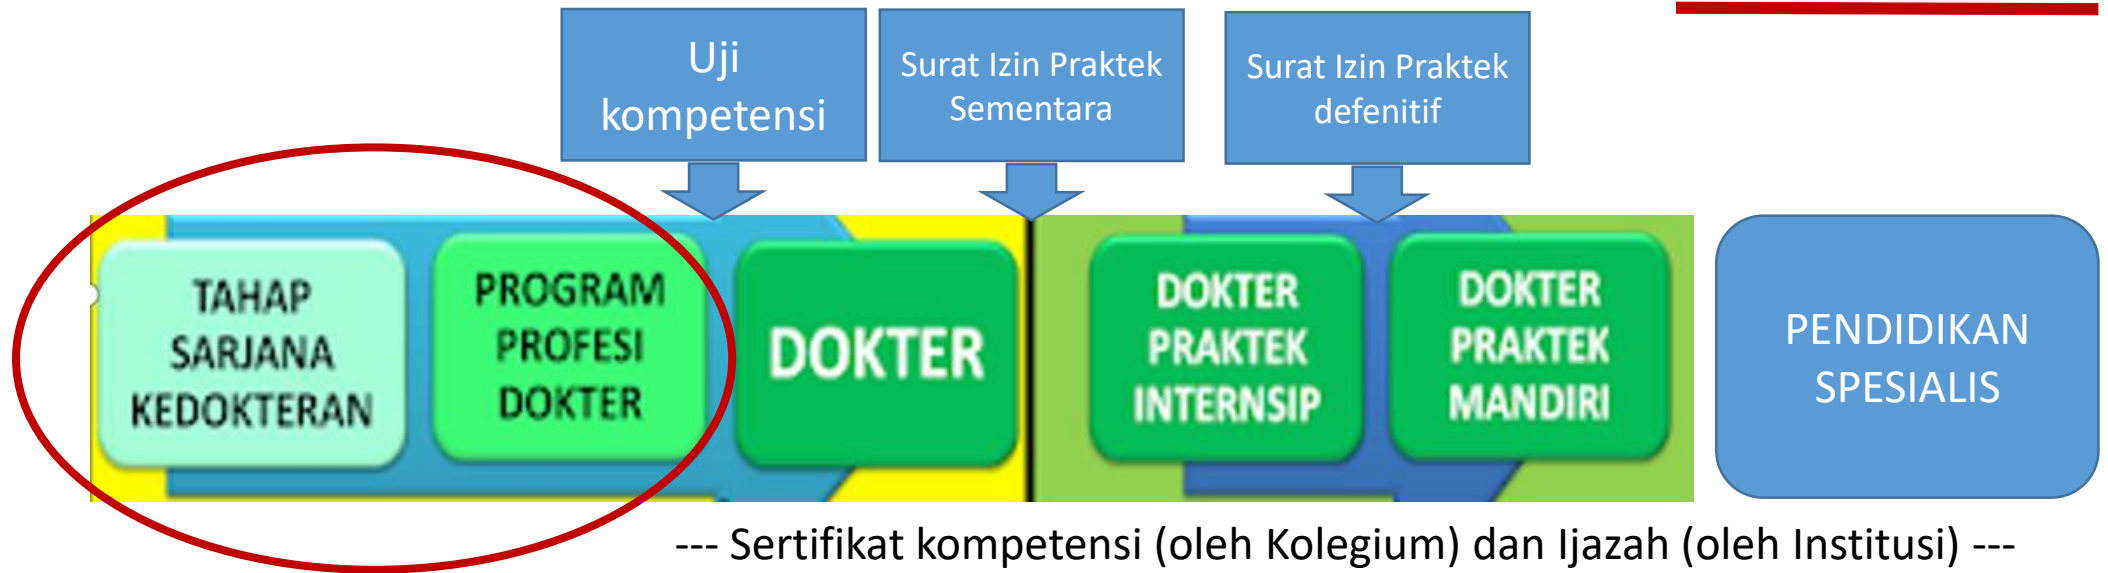 Uji
kompetensi
Surat Izin Praktek
Sementara
Surat Izin Praktek
defenitif
TAHAP
SARJANA
KEDOKTERAN
PROGRAM
PROFESI
DOKTER
DOKTER
DOKTER
PRAKTEK
INTERNSIP
DOKTER
PRAKTEK
MANDIRI
PENDIDIKAN
SPESIALIS
--- Sertifikat kompetensi (oleh Kolegium) dan Ijazah (oleh Institusi) ---